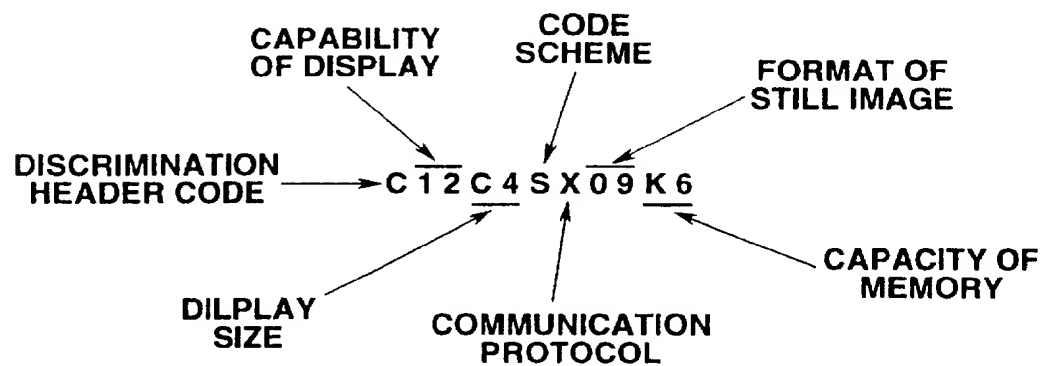 CAPABILITY
OF DISPLAY
CODE
SCHEME
FORMAT OF
STILL IMAGE
DISCRIMINATION
HEADER CODE
C 1 2 C 4 S X 0 9 K 6
DILPLAY
SIZE
COMMUNICATION
PROTOCOL
CAPACITY OF
MEMORY